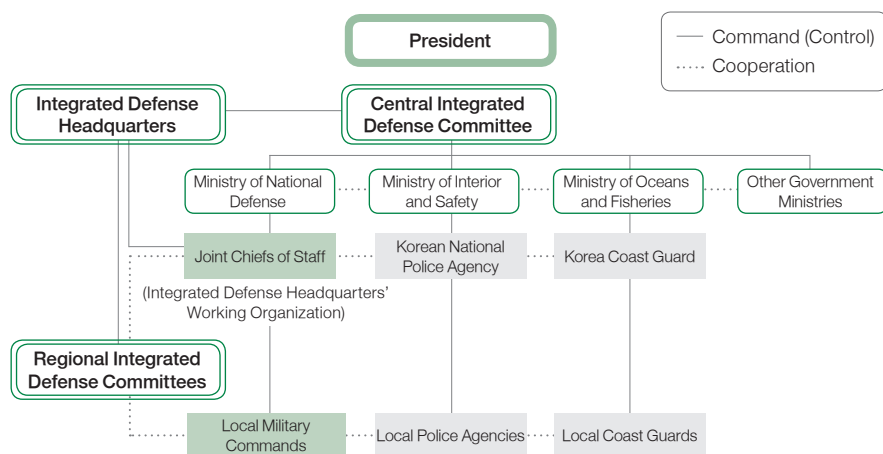 President
Command (Control)
Cooperation
Integrated Defense
Headquarters
Central Integrated
Defense Committee
Ministry of National
Defense
Ministry of Interior
and Safety
Ministry of Oceans
and Fisheries
Other Government
Ministries
Joint Chiefs of Staff
Korean National
Police Agency
Korea Coast Guard
(Integrated Defense Headquarters’
Working Organization)
Regional Integrated
Defense Committees
Local Military
Commands
Local Police Agencies
Local Coast Guards